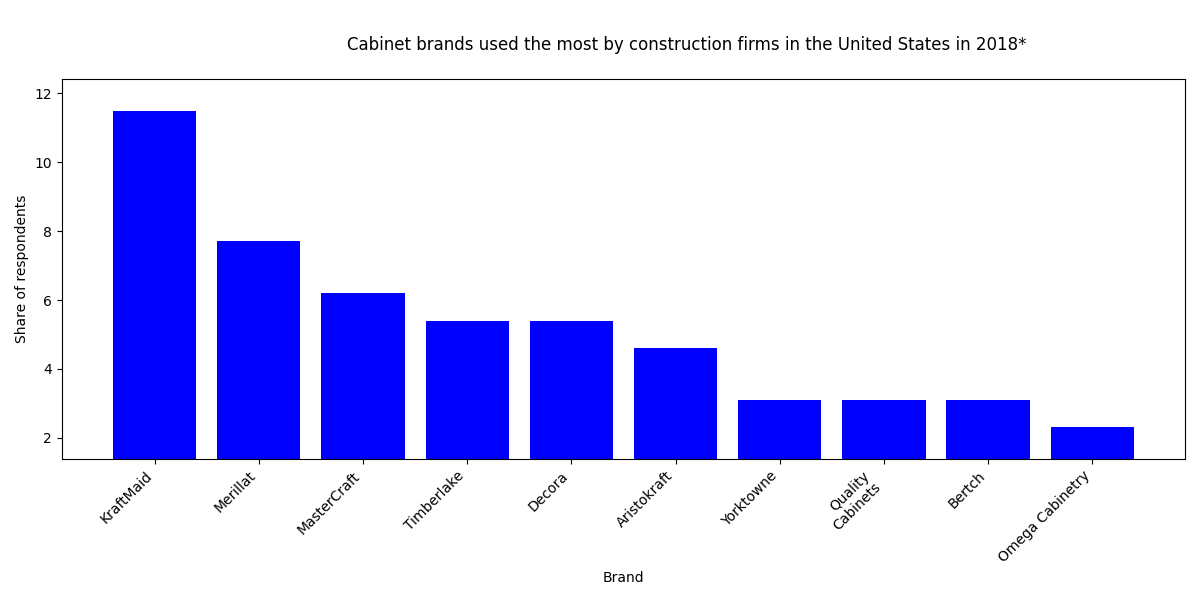 Cabinet brands used the most by construction firms in the United States in 2018*
Share of respondents
12
10
8
6
4
2
KraftMaid
Merillat
MasterCraft
Timberlake
Decora
Aristokraft
Yorktowne
Quality
Cabinets
Bertch
Omega Cabinetry
Brand